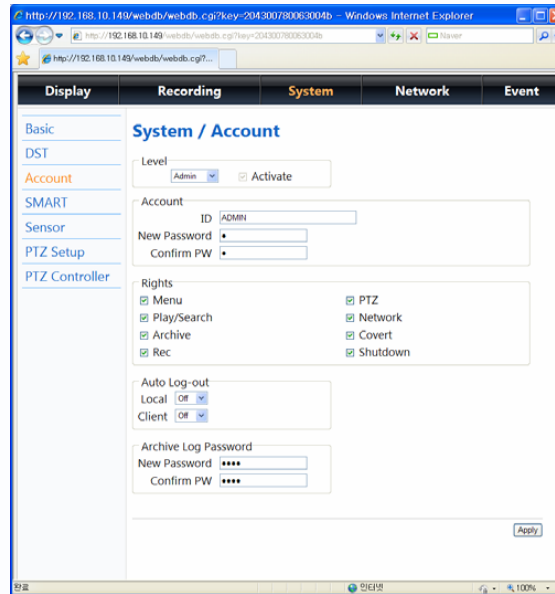 http://192.168.10.149/webdb/webdb.cgi?key=204300780063004b - Windows Internet Explorer
http://192.168.10.149/webdb/webdb.cgi?key=204300780063004b
Naver
http://192.168.10.149/webdb/webdb.cgi?...
Display Recording System Network Event
Basic
DST
Account
SMART
Sensor
PTZ Setup
PTZ Controller
System / Account
Level
Admin Activate
Account
ID ADMIN
New Password •
Confirm PW •
Rights
Menu PTZ
Play/Search Network
Archive Covert
Rec Shutdown
Auto Log-out
Local Off
Client Off
Archive Log Password
New Password ••••
Confirm PW ••••
Apply
완료 인터넷 100%